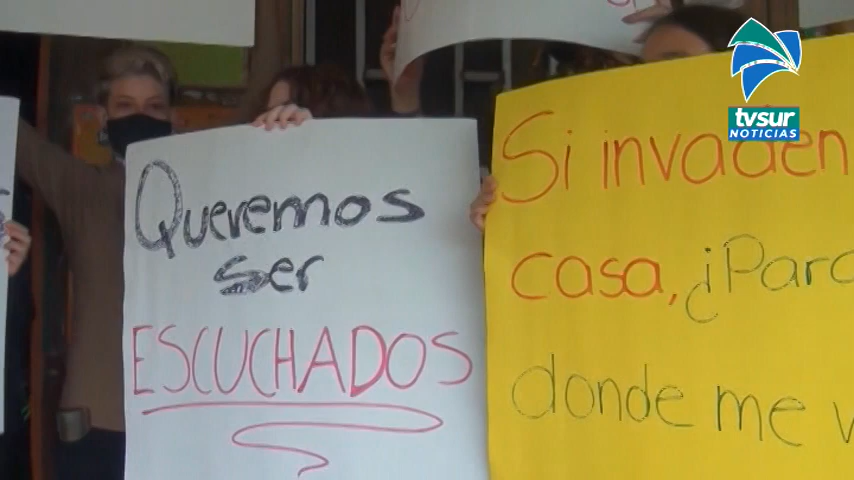 Queremos
ser
ESCUCHADOS
Si invaden
casa, ¿Para
donde me
tvsur
NOTICIAS